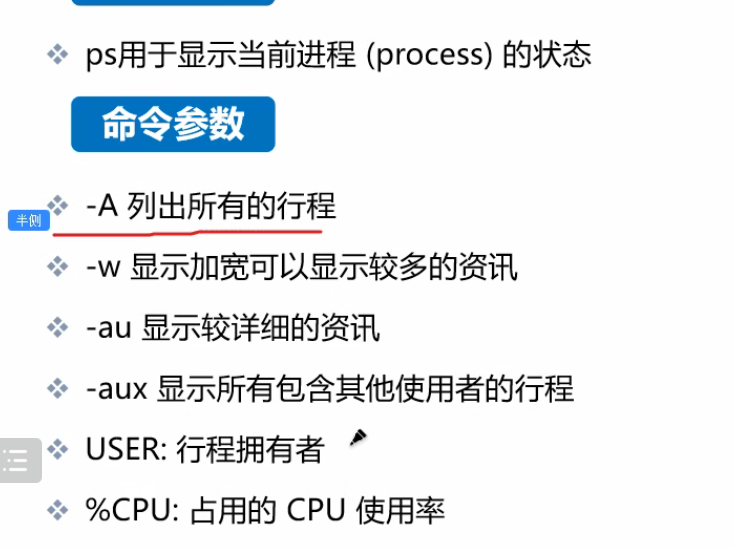 ps用于显示当前进程 (process) 的状态
命令参数
-A 列出所有的行程
半侧
-w 显示加宽可以显示较多的资讯
-au 显示较详细的资讯
-aux 显示所有包含其他使用者的行程
USER: 行程拥有者
%CPU: 占用的 CPU 使用率